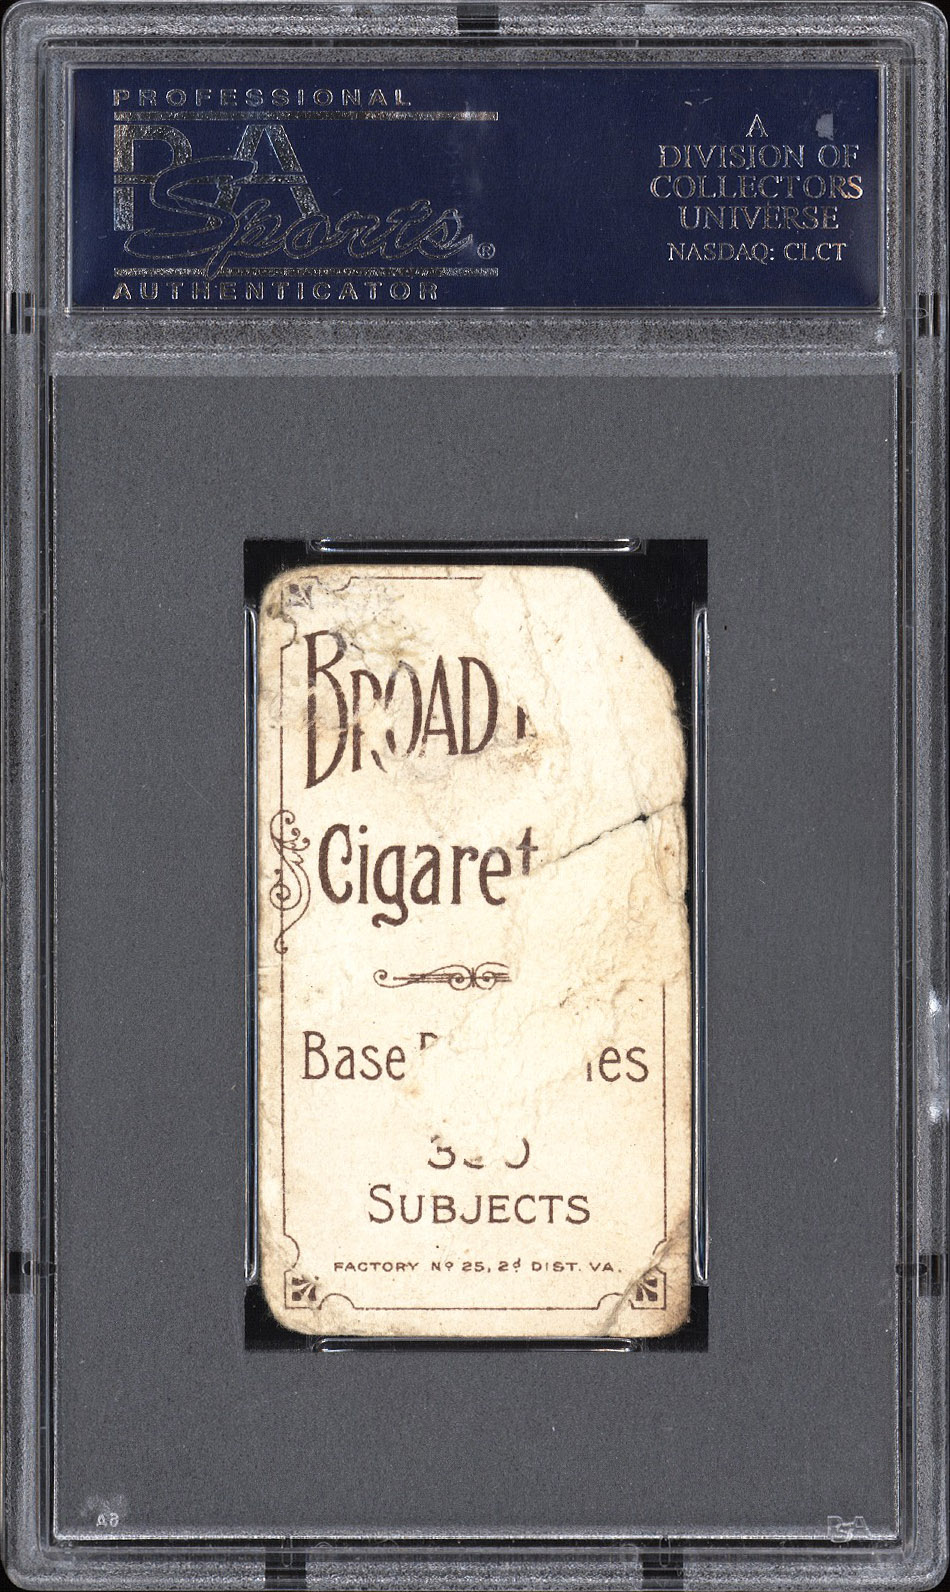 PROFESSIONAL
PSA
Sports®
AUTHENTICATOR
A
DIVISION OF
COLLECTORS
UNIVERSE
NASDAQ: CLCT
BROAD
Cigaret
Base
ies
SUBJECTS
FACTORY Nº 25, 2d DIST. VA.
PSA